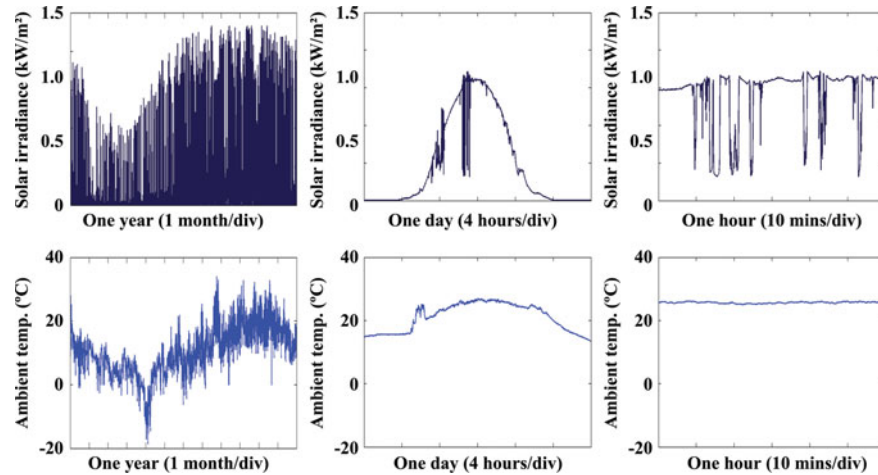 Solar irradiance (kW/m²)
1.5
1.0
0.5
0
One year (1 month/div)
Solar irradiance (kW/m²)
1.5
1.0
0.5
0
One day (4 hours/div)
Solar irradiance (kW/m²)
1.5
1.0
0.5
0
One hour (10 mins/div)
Ambient temp. (ºC)
40
20
0
-20
One year (1 month/div)
Ambient temp. (ºC)
40
20
0
-20
One day (4 hours/div)
Ambient temp. (ºC)
40
20
0
-20
One hour (10 mins/div)